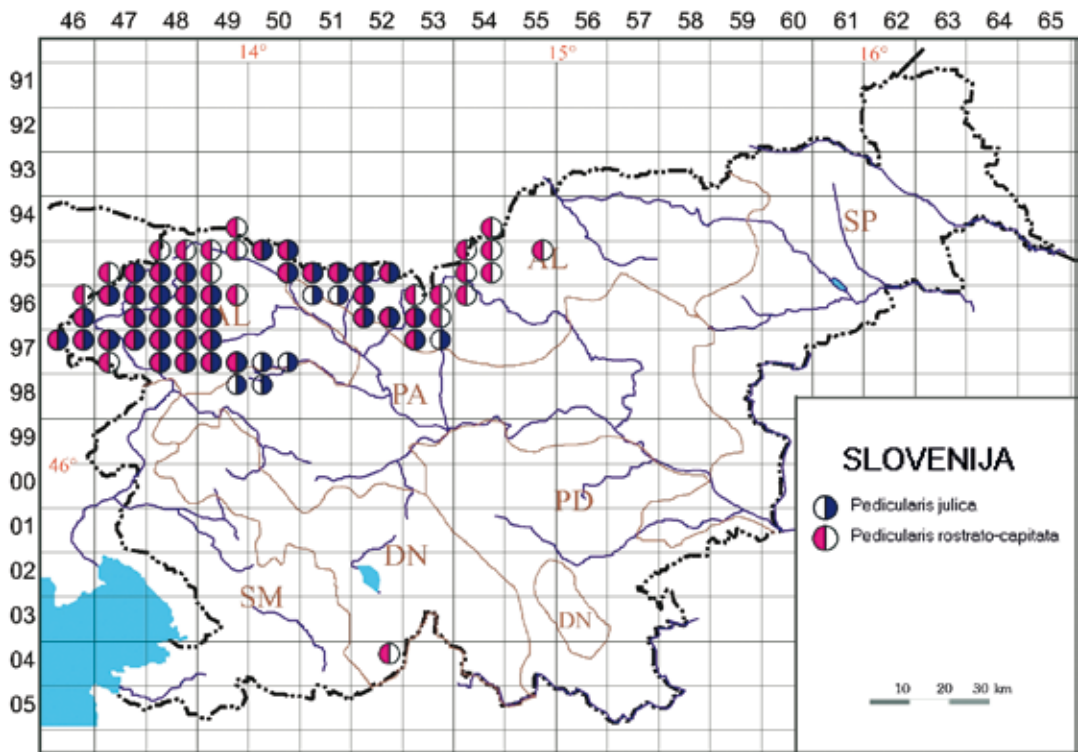 46 47 48 49 50 51 52 53 54 55 56 57 58 59 60 61 62 63 64 65
14° 15° 16°
91
92
93
94
SP
95
AL
96
AL
97
98
PA
99
46°
00
SLOVENIJA
Pedicularis julica
PD
01
Pedicularis rostrato-capitata
02
DN
SM
03
DN
04
05
10 20 30 km